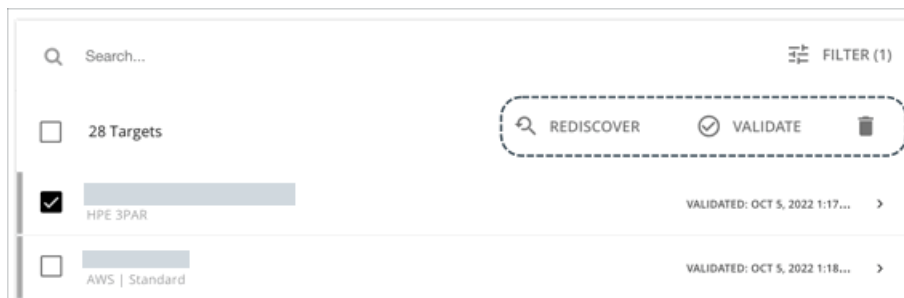 Search...
FILTER (1)
28 Targets
REDISCOVER
VALIDATE
HPE 3PAR
VALIDATED: OCT 5, 2022 1:17...
AWS | Standard
VALIDATED: OCT 5, 2022 1:18...